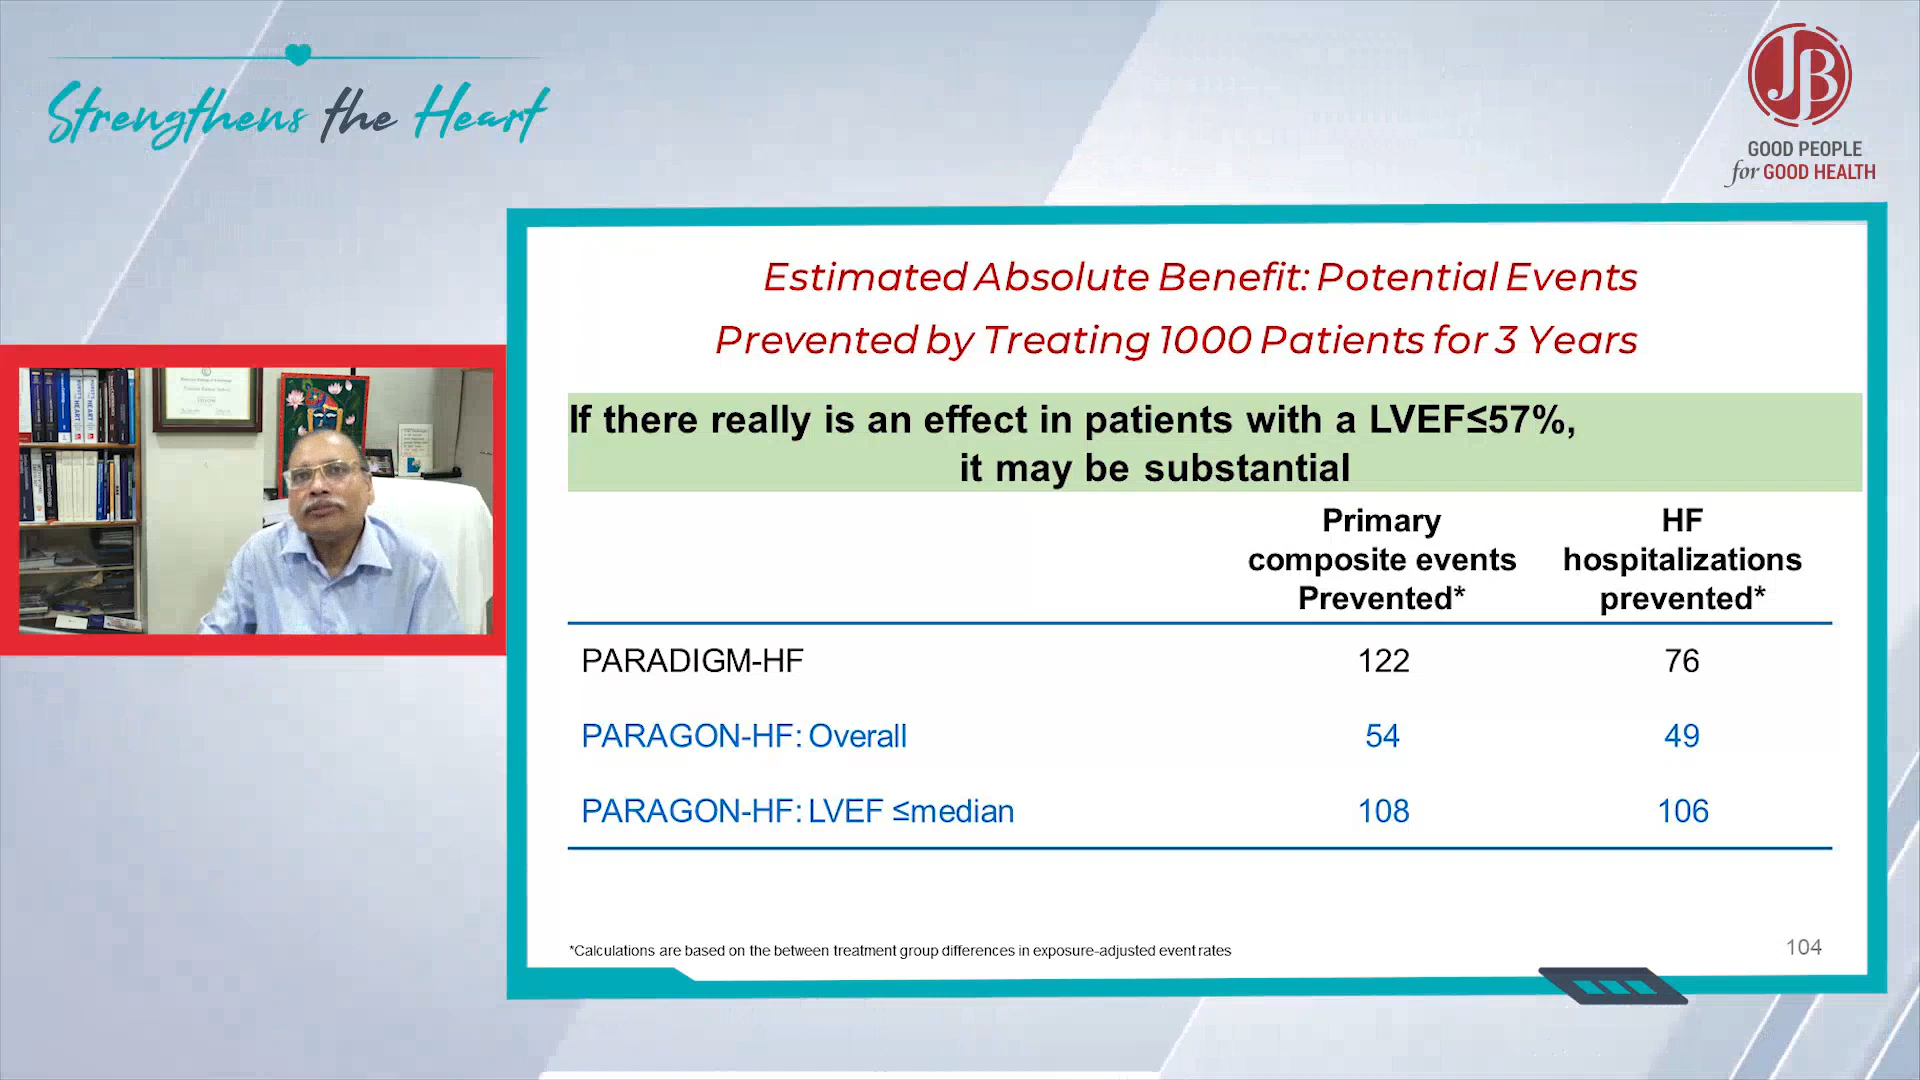 Strengthens the Heart
JB
GOOD PEOPLE
for GOOD HEALTH
Estimated Absolute Benefit: Potential Events
Prevented by Treating 1000 Patients for 3 Years
If there really is an effect in patients with a LVEF≤57%,
it may be substantial
Primary composite events Prevented*
HF hospitalizations prevented*
PARADIGM-HF 122 76
PARAGON-HF: Overall 54 49
PARAGON-HF: LVEF ≤median 108 106
*Calculations are based on the between treatment group differences in exposure-adjusted event rates
104